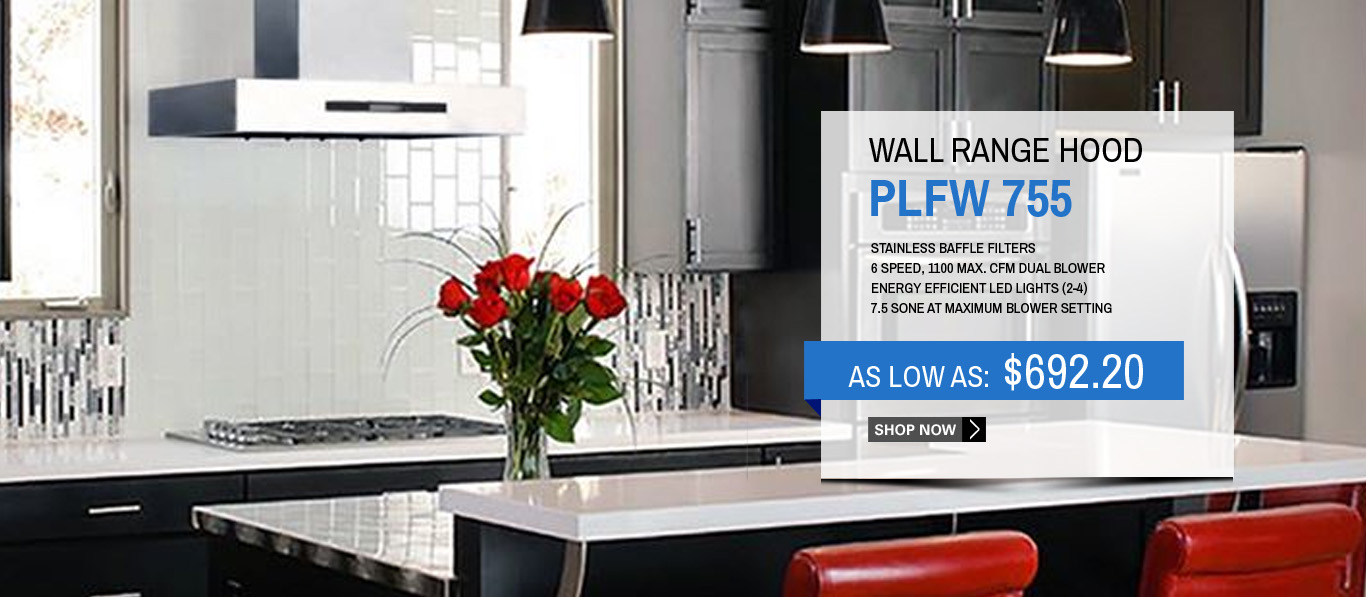 WALL RANGE HOOD
PLFW 755
STAINLESS BAFFLE FILTERS
6 SPEED, 1100 MAX. CFM DUAL BLOWER
ENERGY EFFICIENT LED LIGHTS (2-4)
7.5 SONE AT MAXIMUM BLOWER SETTING
AS LOW AS: $692.20
SHOP NOW